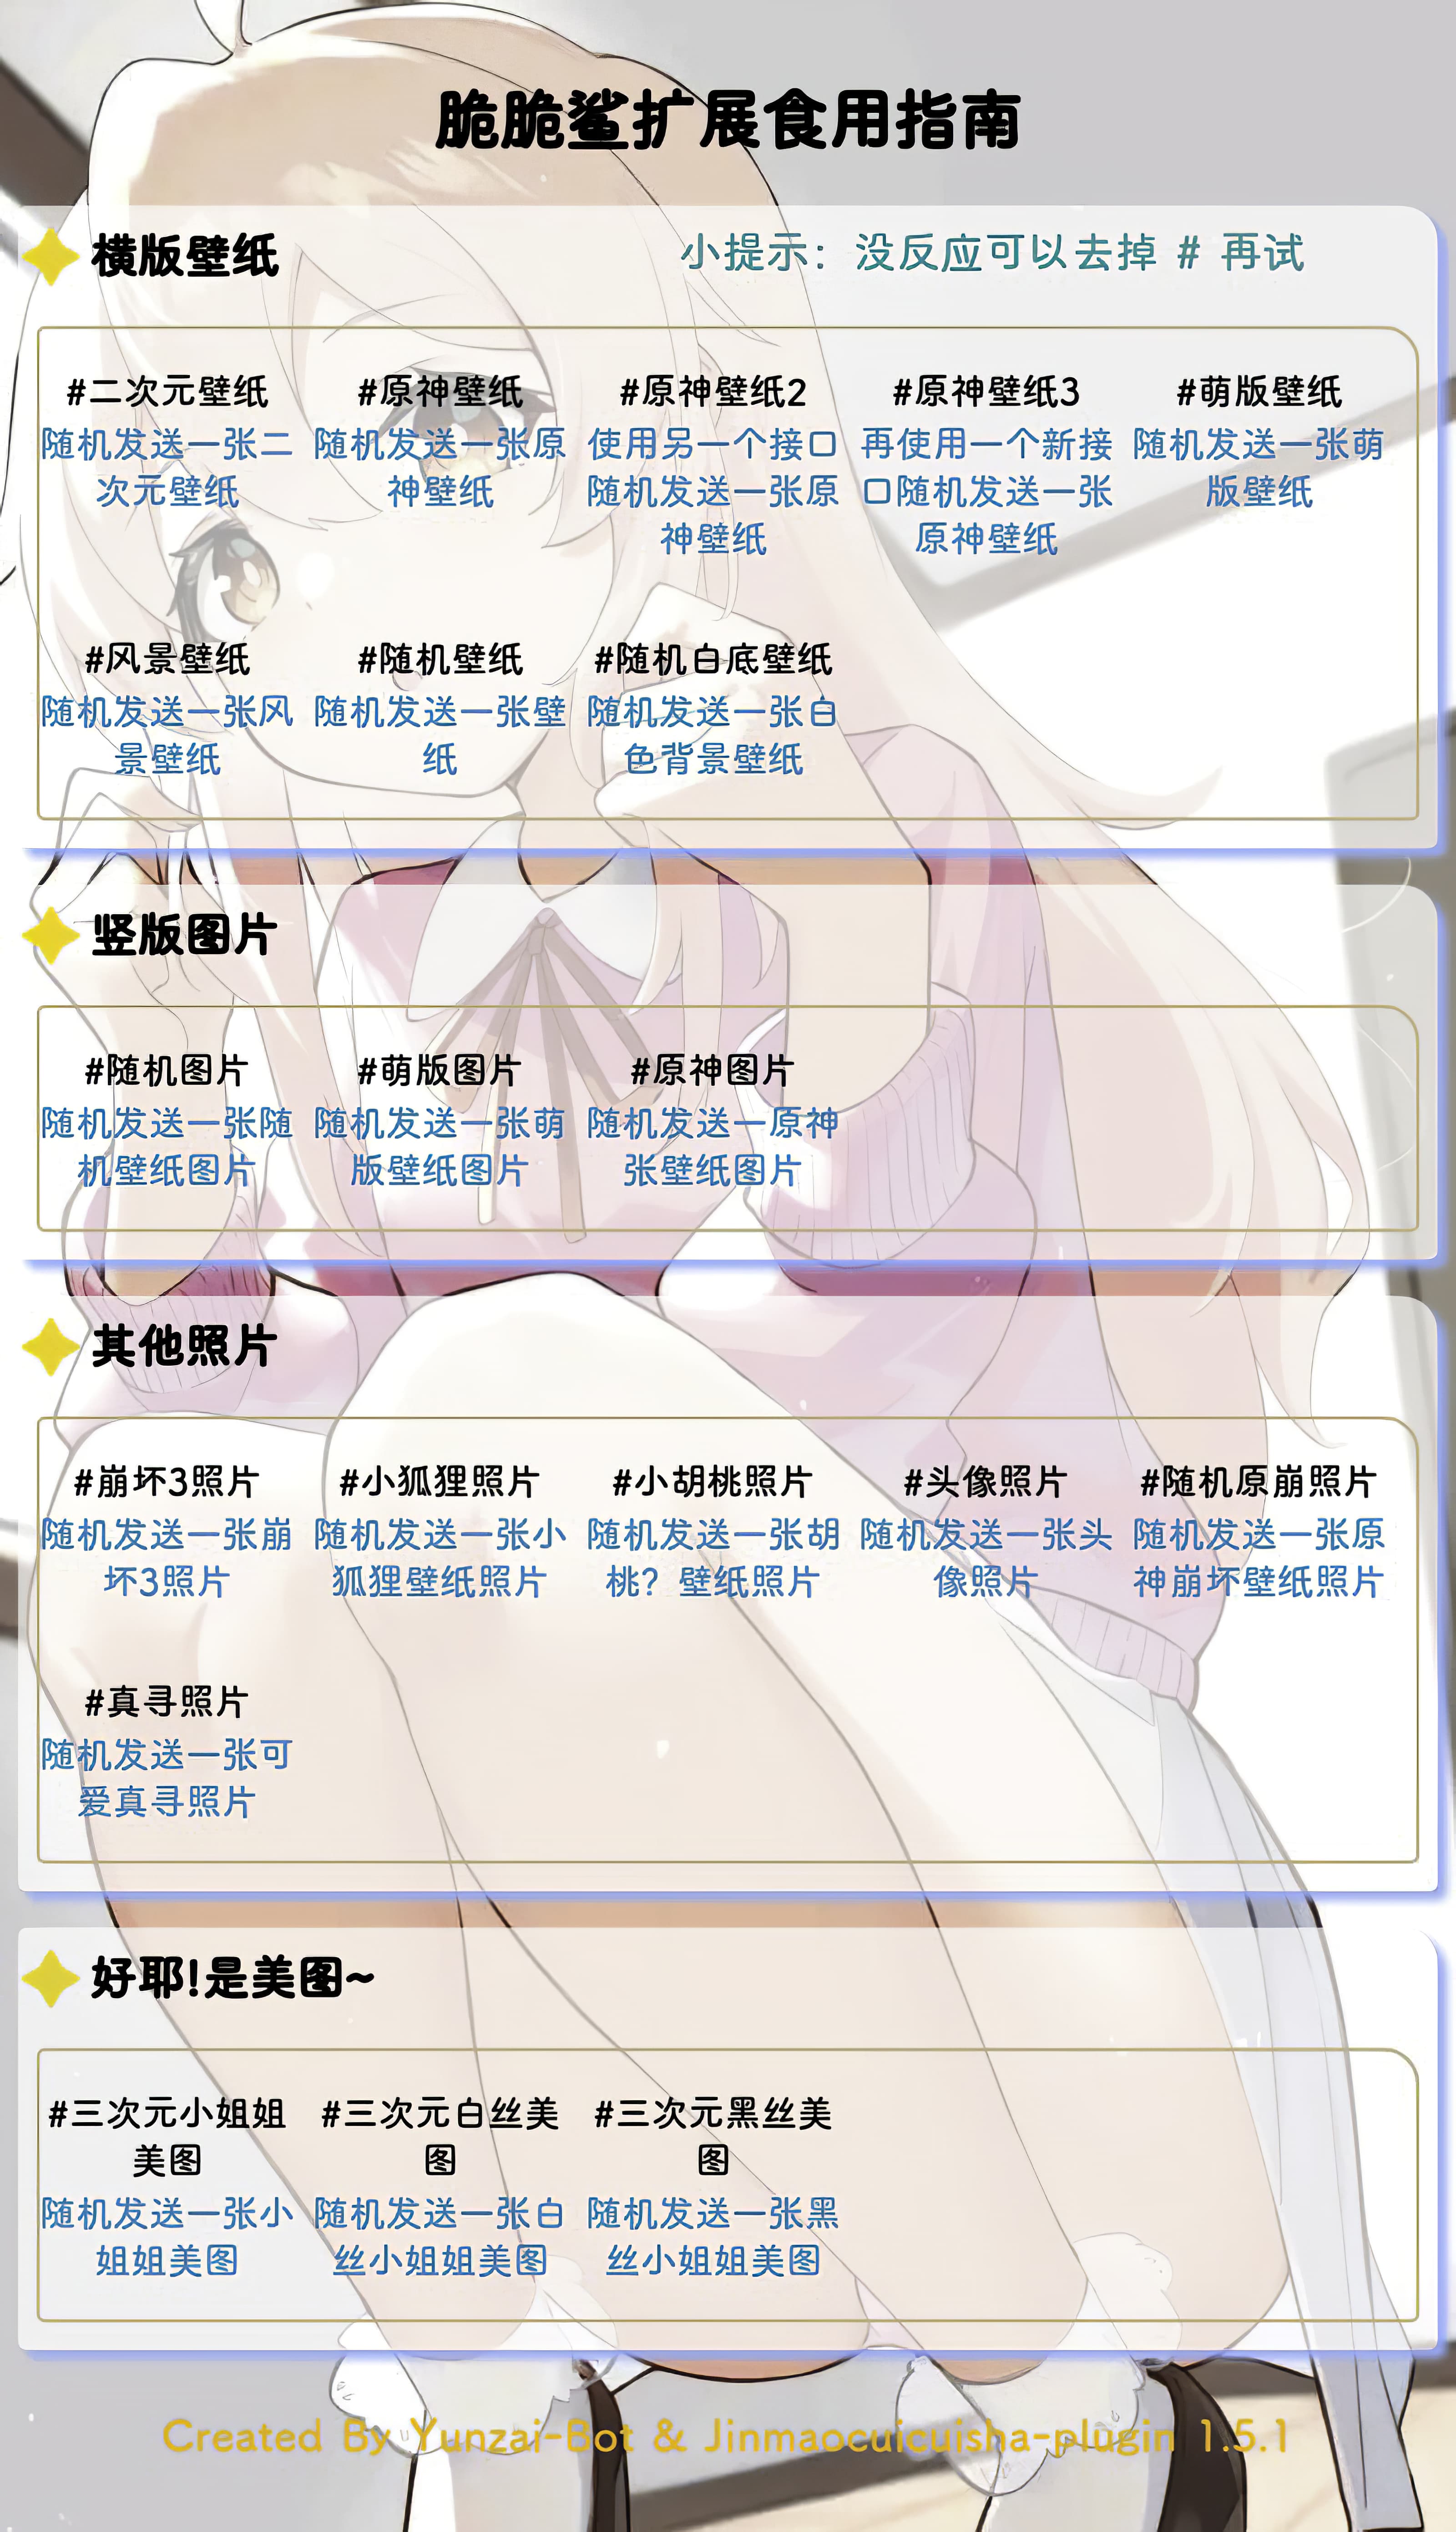 脆脆鲨扩展食用指南
横版壁纸
小提示：没反应可以去掉 # 再试
#二次元壁纸
随机发送一张二
次元壁纸
#原神壁纸
随机发送一张原
神壁纸
#原神壁纸2
使用另一个接口
随机发送一张原
神壁纸
#原神壁纸3
再使用一个新接
口随机发送一张
原神壁纸
#萌版壁纸
随机发送一张萌
版壁纸
#风景壁纸
随机发送一张风
景壁纸
#随机壁纸
随机发送一张壁
纸
#随机白底壁纸
随机发送一张白
色背景壁纸
竖版图片
#随机图片
随机发送一张随
机壁纸图片
#萌版图片
随机发送一张萌
版壁纸图片
#原神图片
随机发送一原神
张壁纸图片
其他照片
#崩坏3照片
随机发送一张崩
坏3照片
#小狐狸照片
随机发送一张小
狐狸壁纸照片
#小胡桃照片
随机发送一张胡
桃？壁纸照片
#头像照片
随机发送一张头
像照片
#随机原崩照片
随机发送一张原
神崩坏壁纸照片
#真寻照片
随机发送一张可
爱真寻照片
好耶!是美图~
#三次元小姐姐
美图
随机发送一张小
姐姐美图
#三次元白丝美
图
随机发送一张白
丝小姐姐美图
#三次元黑丝美
图
随机发送一张黑
丝小姐姐美图
Created By Yunzai-Bot & Jinmaocuicuisha-plugin 1.5.1